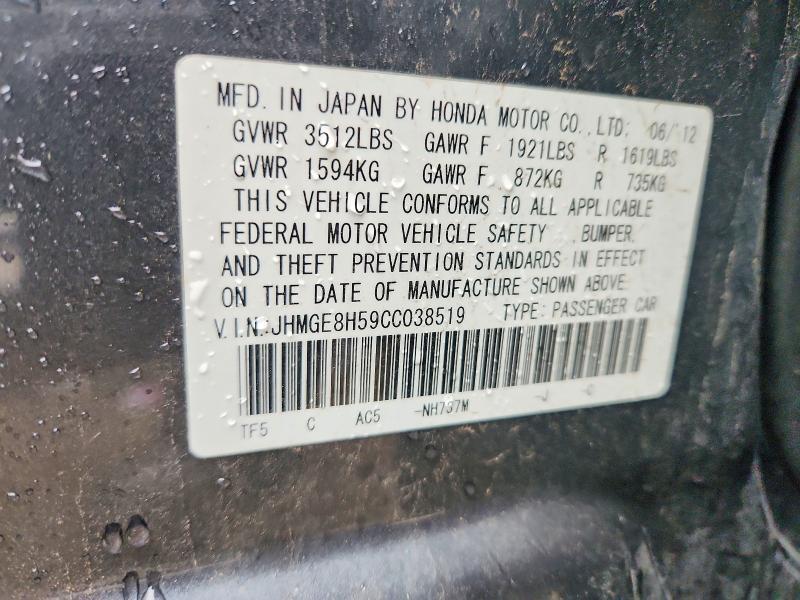 MFD. IN JAPAN BY HONDA MOTOR CO.,LTD. 06/'12
GVWR 3512LBS GAWR F 1921LBS R 1619LBS
GVWR 1594KG GAWR F 872KG R 735KG
THIS VEHICLE CONFORMS TO ALL APPLICABLE
FEDERAL MOTOR VEHICLE SAFETY ,BUMPER,
AND THEFT PREVENTION STANDARDS IN EFFECT
ON THE DATE OF MANUFACTURE SHOWN ABOVE.
V.I.N.:JHMGE8H59CC038519 TYPE: PASSENGER CAR
TF5 C AC5 -NH737M -J -C